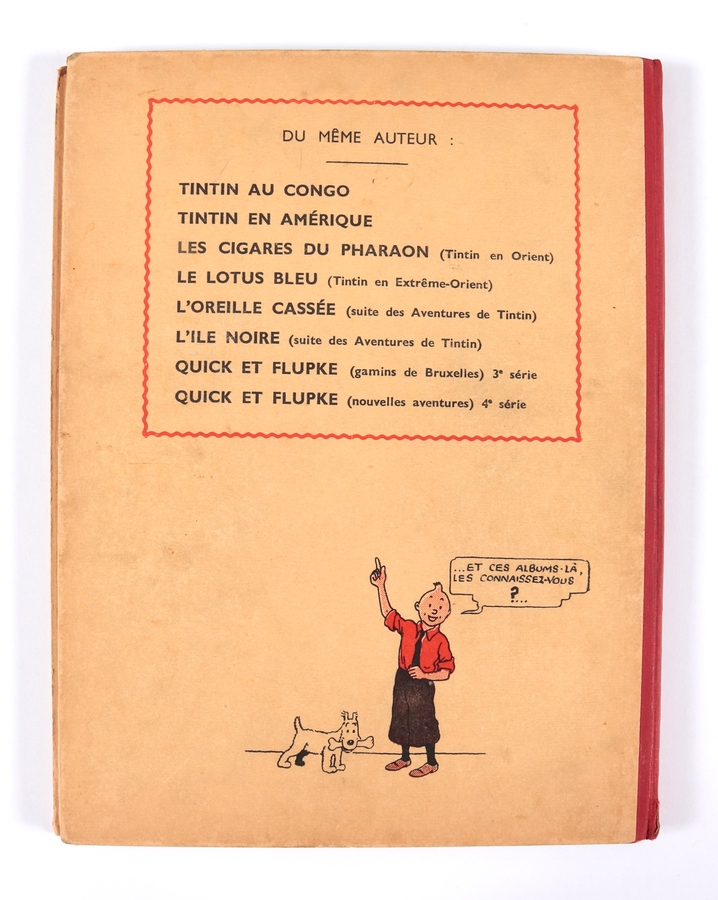 DU MÊME AUTEUR :
TINTIN AU CONGO
TINTIN EN AMÉRIQUE
LES CIGARES DU PHARAON (Tintin en Orient)
LE LOTUS BLEU (Tintin en Extrême-Orient)
L'OREILLE CASSÉE (suite des Aventures de Tintin)
L'ILE NOIRE (suite des Aventures de Tintin)
QUICK ET FLUPKE (gamins de Bruxelles) 3e série
QUICK ET FLUPKE (nouvelles aventures) 4e série
...ET CES ALBUMS-LÀ,
LES CONNAISSEZ-VOUS
?...